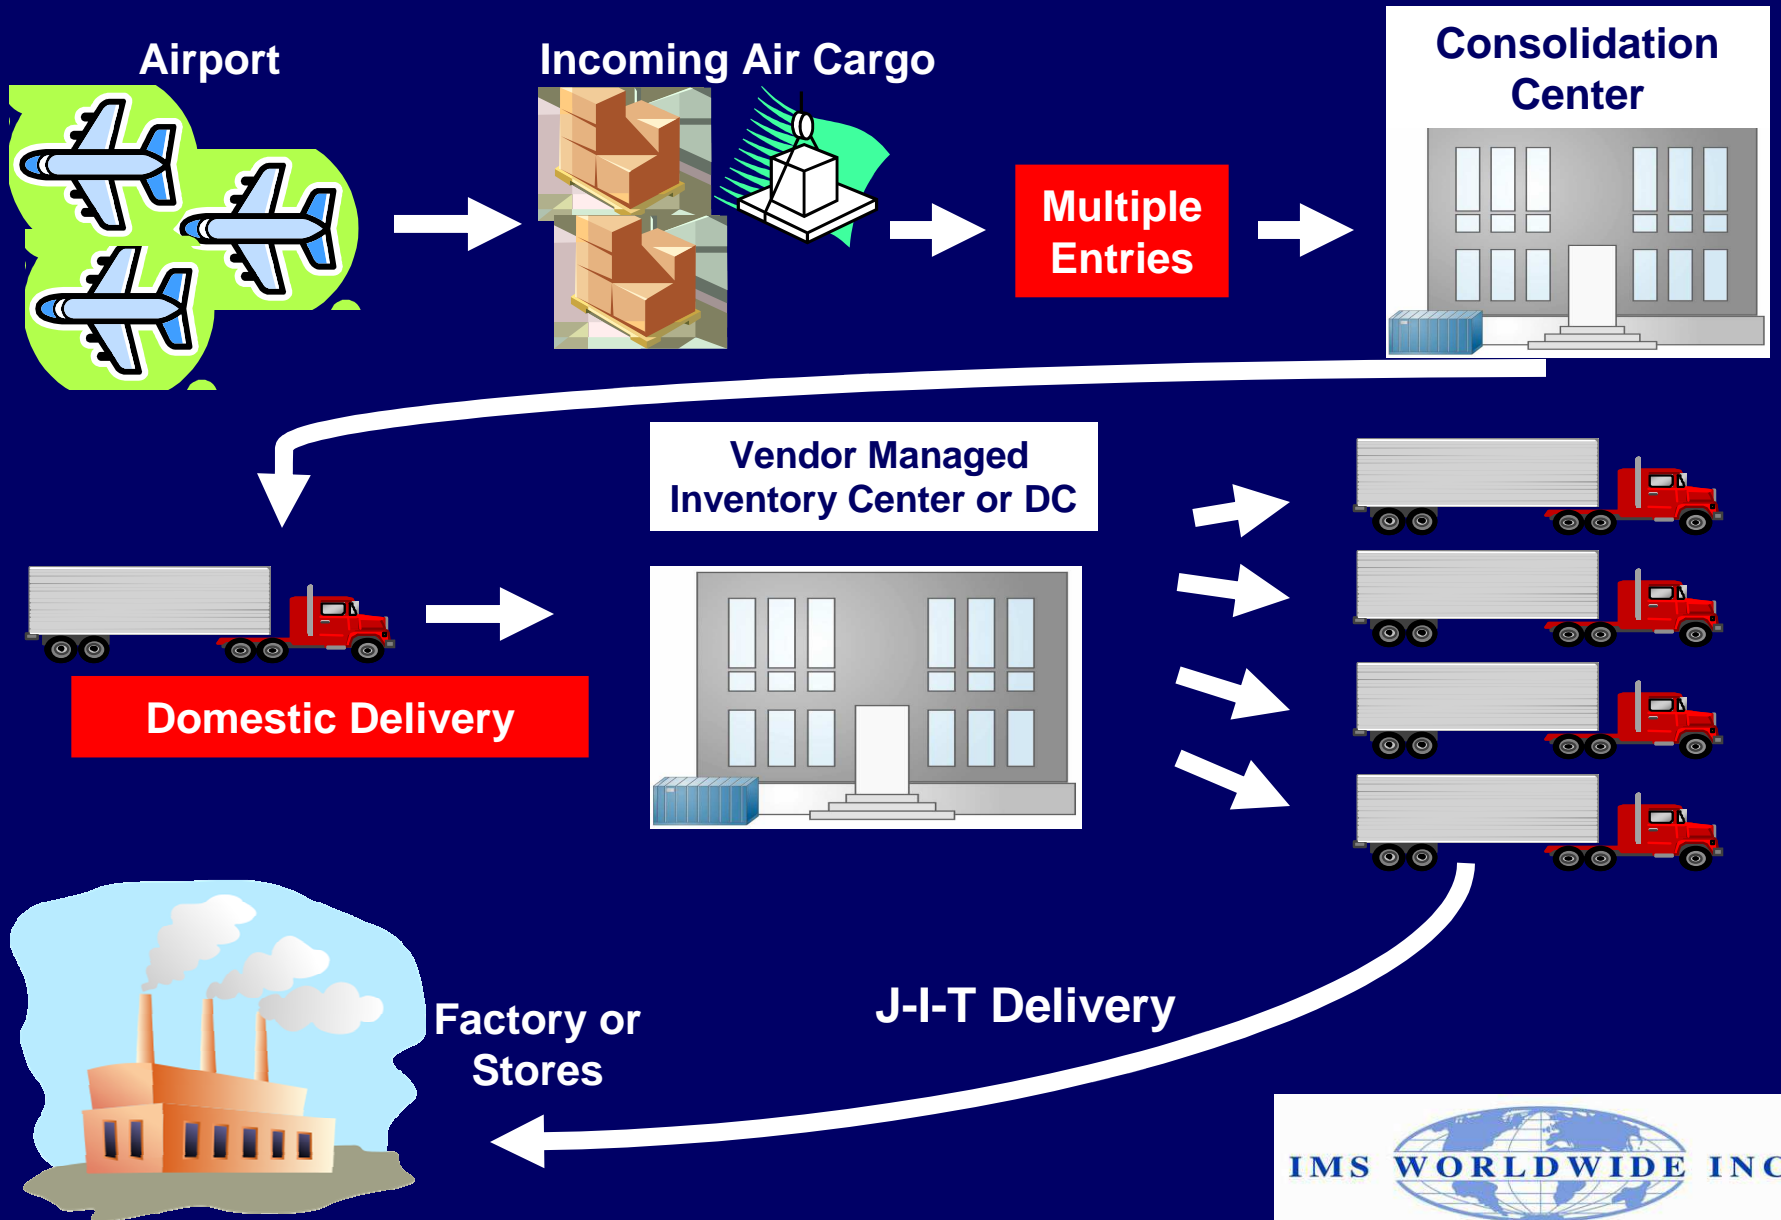 Airport
Incoming Air Cargo
Consolidation
Center
Multiple
Entries
Vendor Managed
Inventory Center or DC
Domestic Delivery
J-I-T Delivery
Factory or
Stores
IMS WORLDWIDE INC